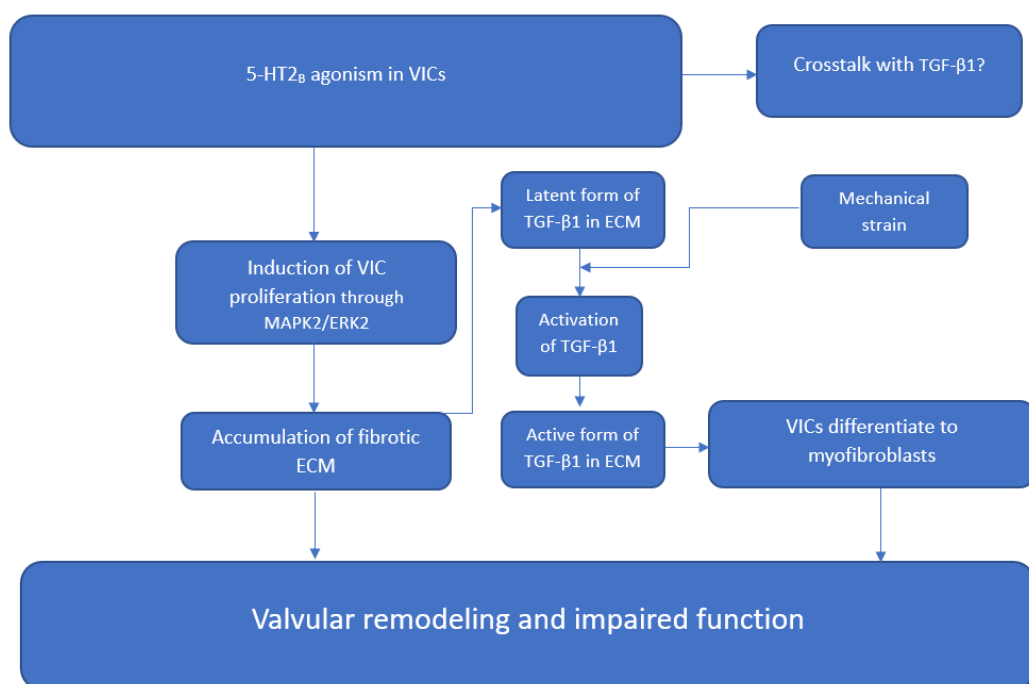 5-HT2B agonism in VICs
Crosstalk with TGF-β1?
Latent form of
TGF-β1 in ECM
Mechanical
strain
Induction of VIC
proliferation through
MAPK2/ERK2
Activation
of TGF-β1
Accumulation of fibrotic
ECM
Active form of
TGF-β1 in ECM
VICs differentiate to
myofibroblasts
Valvular remodeling and impaired function